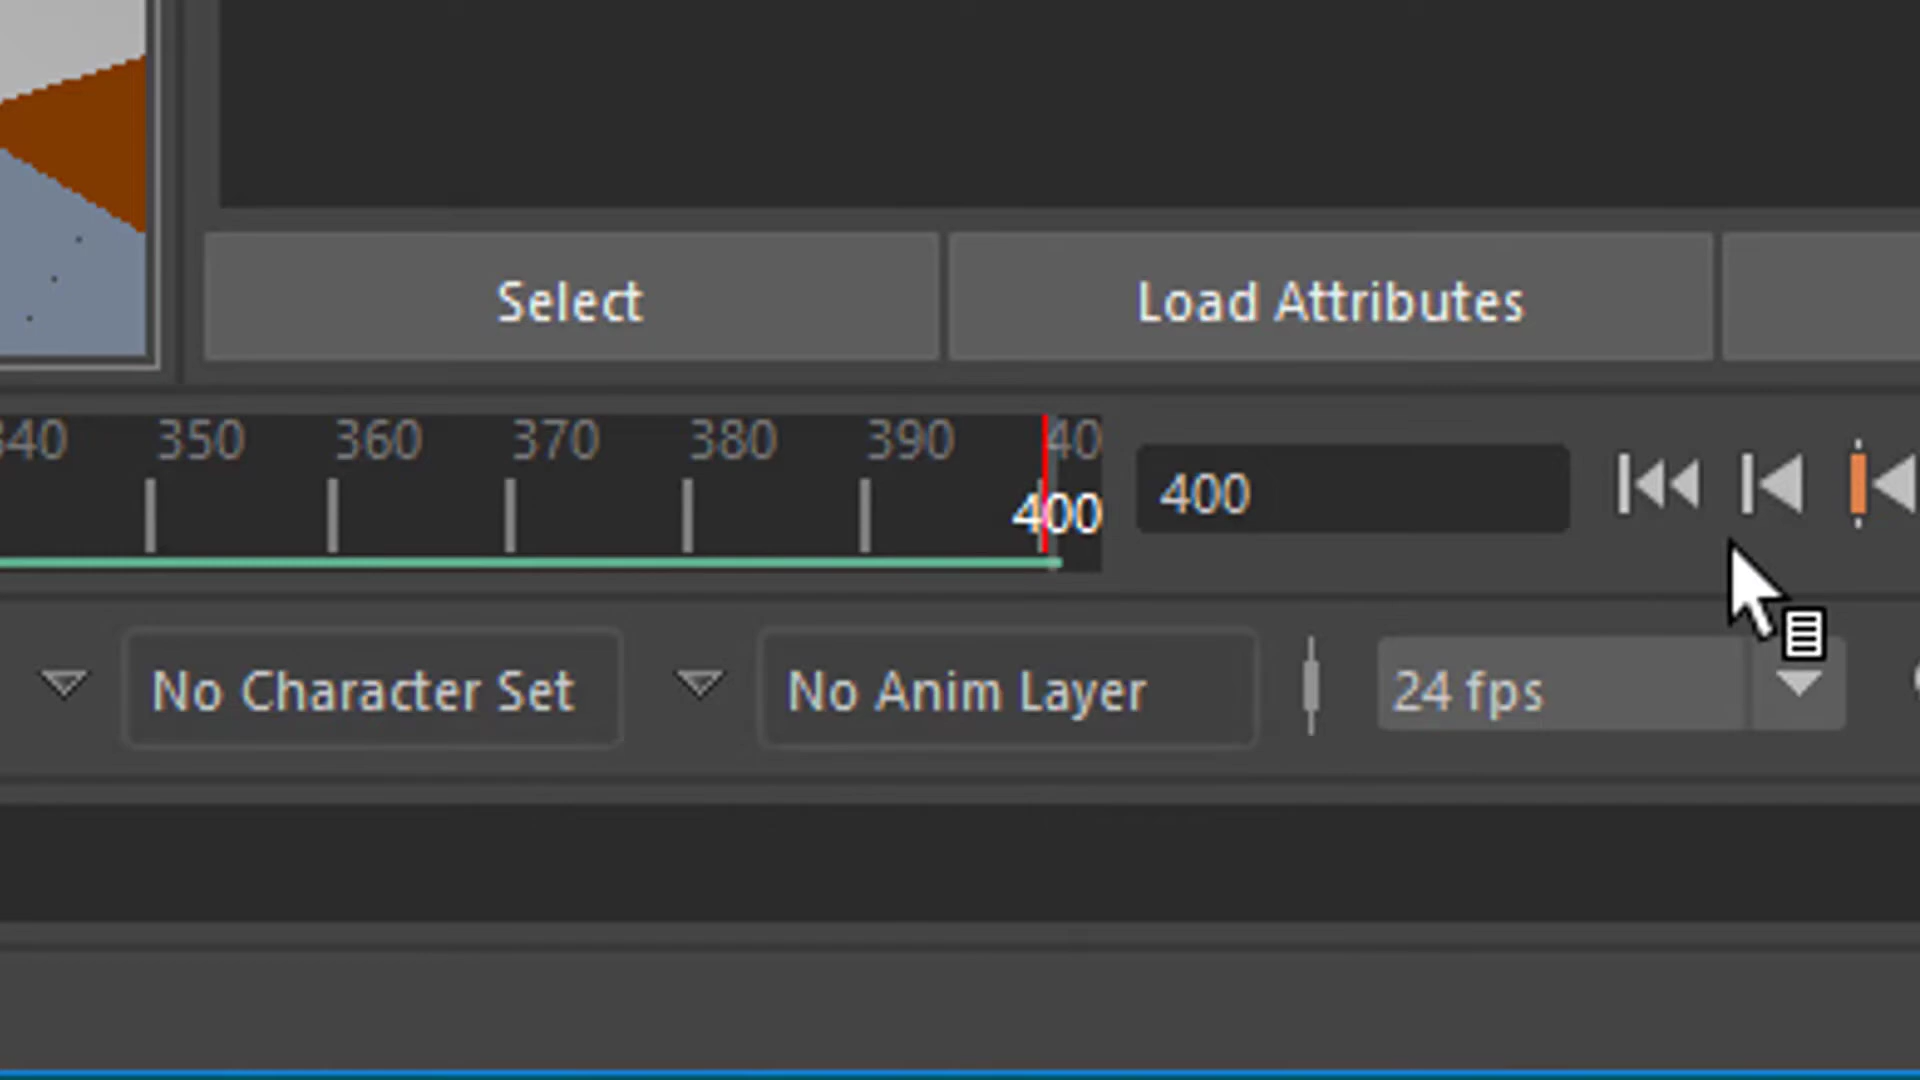 Select
Load Attributes
340 350 360 370 380 390 40
400
400
No Character Set
No Anim Layer
24 fps